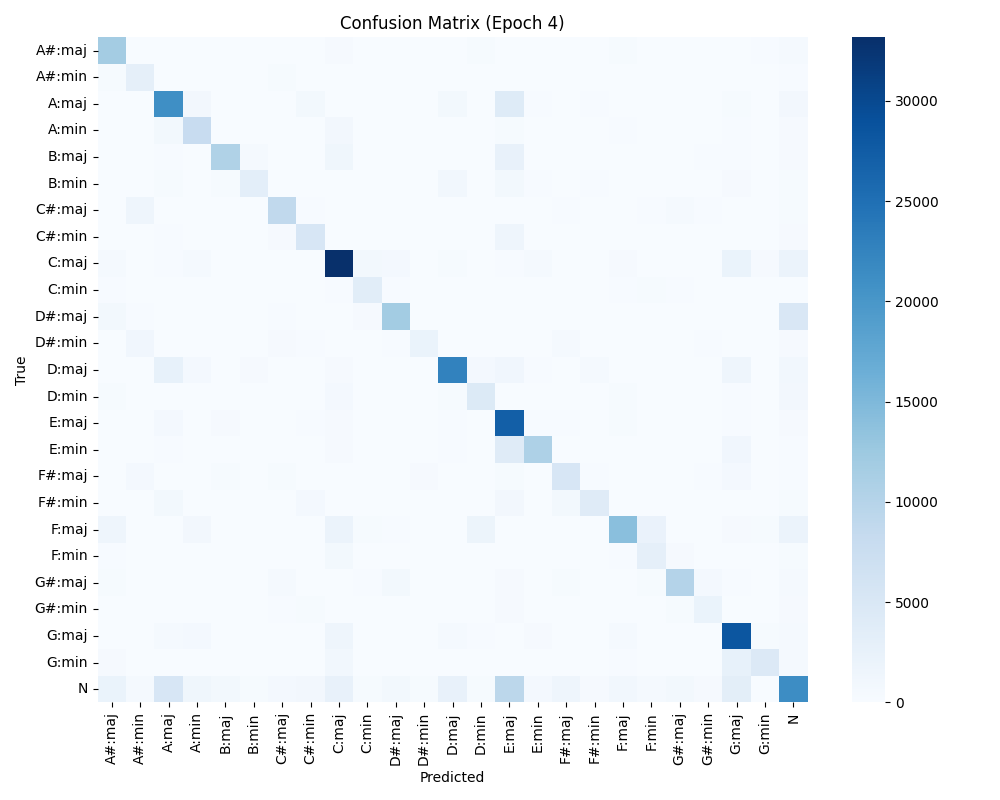 Confusion Matrix (Epoch 4)
True
A#:maj
A#:min
A:maj
A:min
B:maj
B:min
C#:maj
C#:min
C:maj
C:min
D#:maj
D#:min
D:maj
D:min
E:maj
E:min
F#:maj
F#:min
F:maj
F:min
G#:maj
G#:min
G:maj
G:min
N
A#:maj
A#:min
A:maj
A:min
B:maj
B:min
C#:maj
C#:min
C:maj
C:min
D#:maj
D#:min
D:maj
D:min
E:maj
E:min
F#:maj
F#:min
F:maj
F:min
G#:maj
G#:min
G:maj
G:min
N
Predicted
30000
25000
20000
15000
10000
5000
0